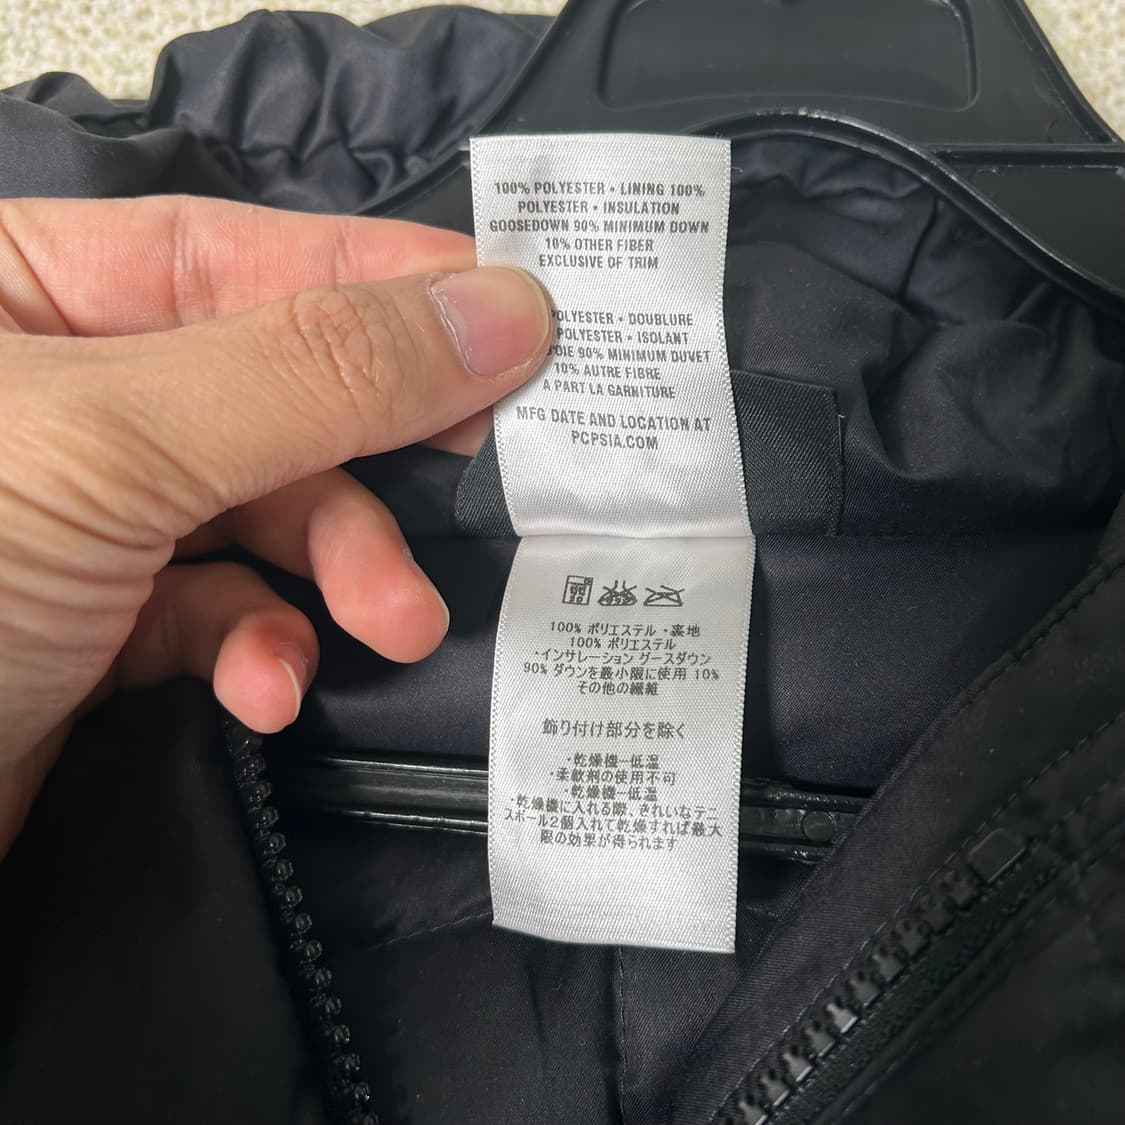 100% POLYESTER • LINING 100%
POLYESTER • INSULATION
GOOSEDOWN 90% MINIMUM DOWN
10% OTHER FIBER
EXCLUSIVE OF TRIM
POLYESTER • DOUBLURE
POLYESTER • ISOLANT
D'OIE 90% MINIMUM DUVET
10% AUTRE FIBRE
A PART LA GARNITURE
MFG DATE AND LOCATION AT
PCPSIA.COM
100% ポリエステル ・裏地
100% ポリエステル
・インサレーション グースダウン
90% ダウンを最小限に使用 10%
その他の繊維
飾り付け部分を除く
・乾燥機―低温
・柔軟剤の使用不可
・乾燥機―低温
・乾燥機に入れる際、きれいなテニ
スボール2個入れて乾燥すれば最大
限の効果が得られます